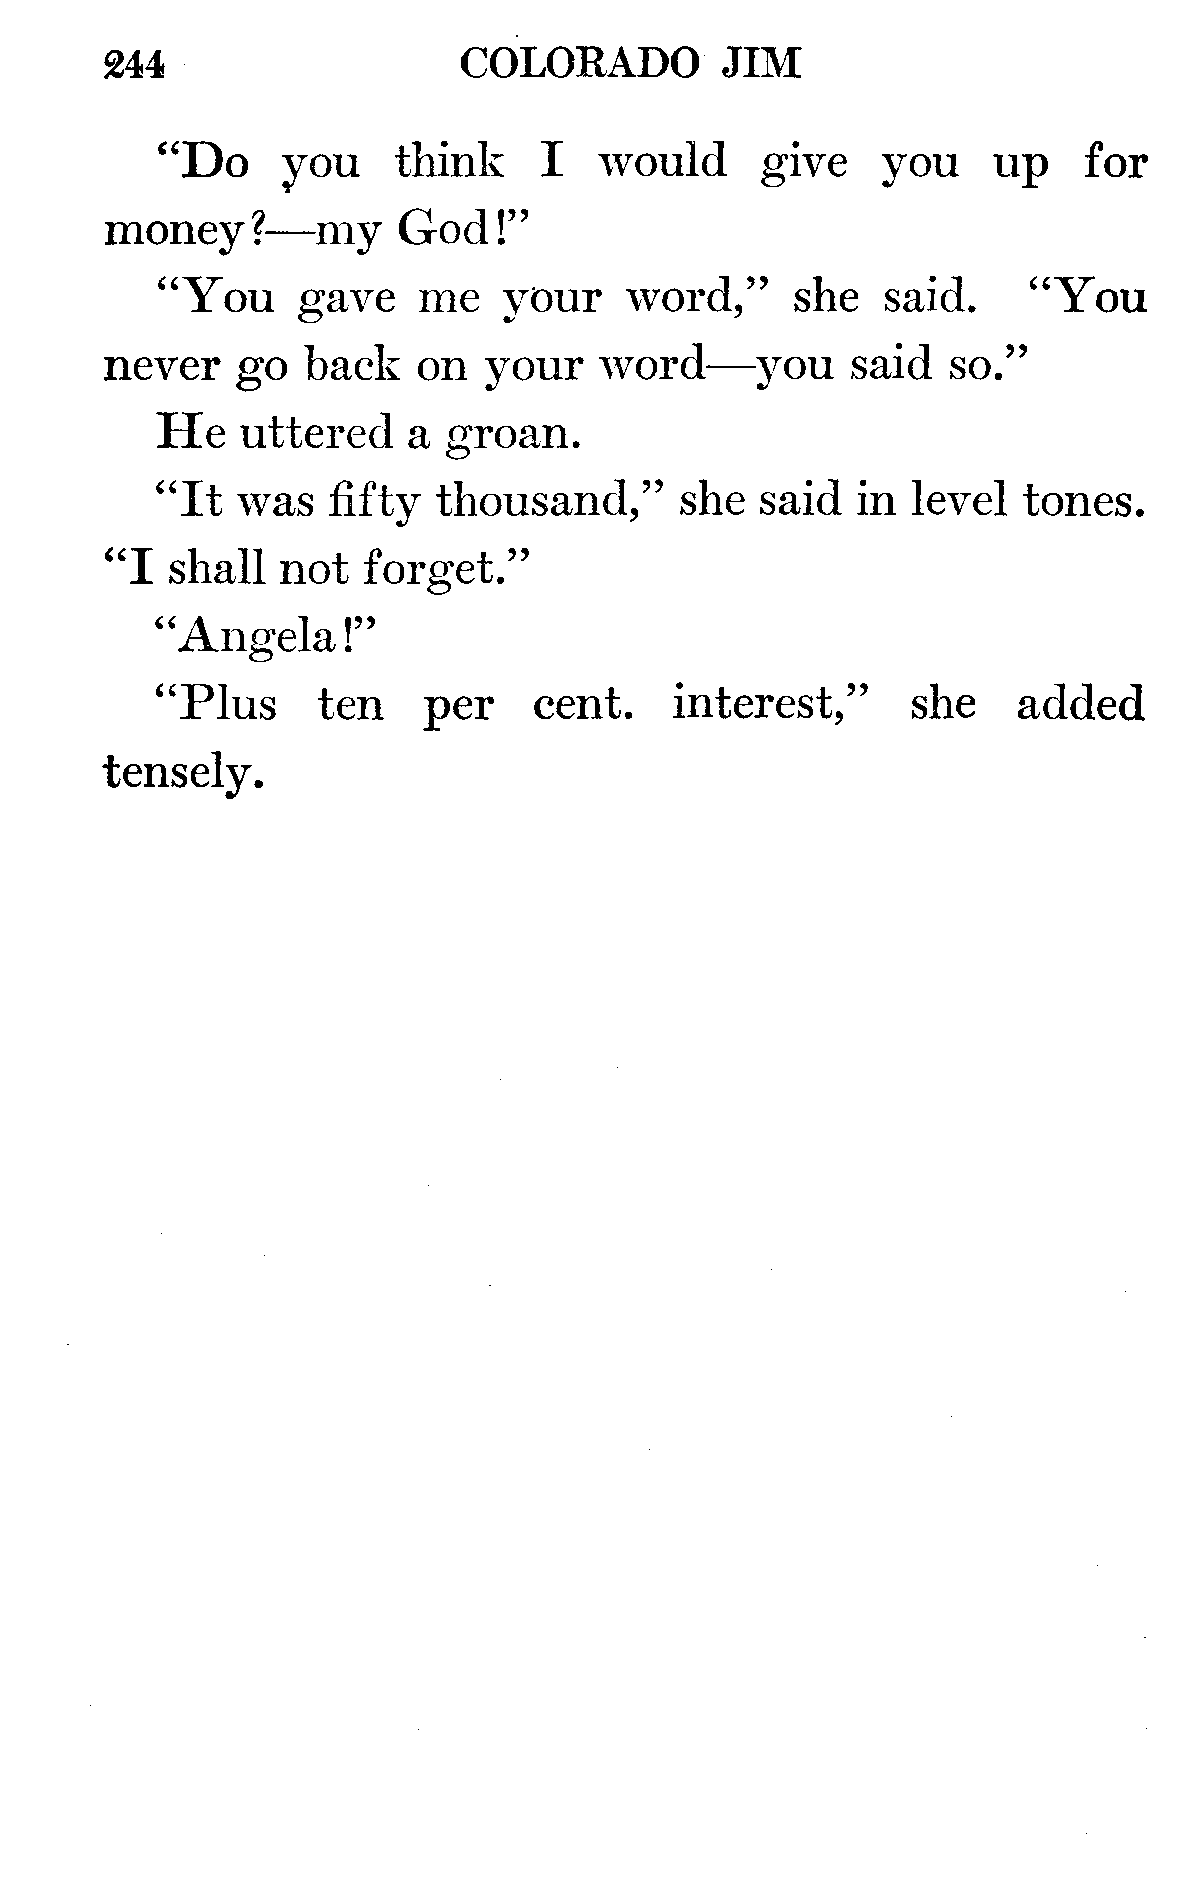 244 COLORADO JIM
“Do you think I would give you up for
money?—my God!”
“You gave me your word,” she said. “You
never go back on your word—you said so.”
He uttered a groan.
“It was fifty thousand,” she said in level tones.
“I shall not forget.”
“Angela!”
“Plus ten per cent. interest,” she added
tensely.